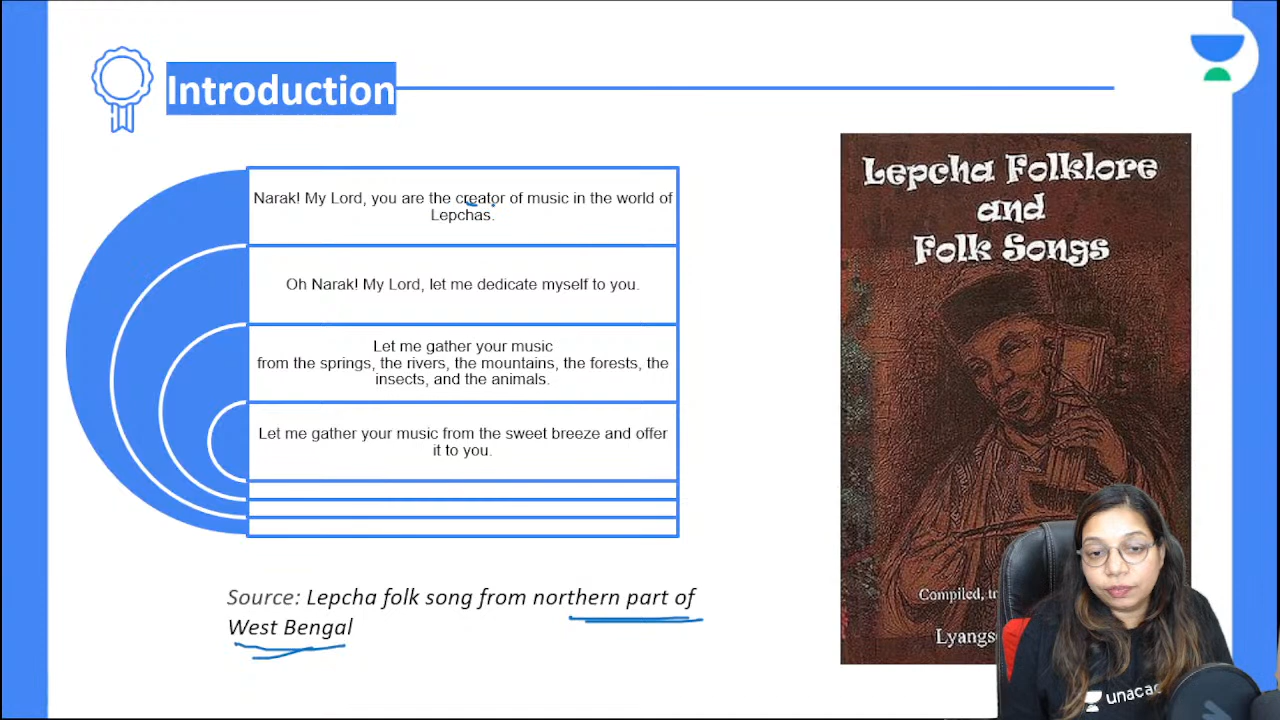 Introduction
Narak! My Lord, you are the creator of music in the world of
Lepchas.
Oh Narak! My Lord, let me dedicate myself to you.
Let me gather your music
from the springs, the rivers, the mountains, the forests, the
insects, and the animals.
Let me gather your music from the sweet breeze and offer
it to you.
Source: Lepcha folk song from northern part of
West Bengal
Lepcha Folklore
and
Folk Songs
Compiled,